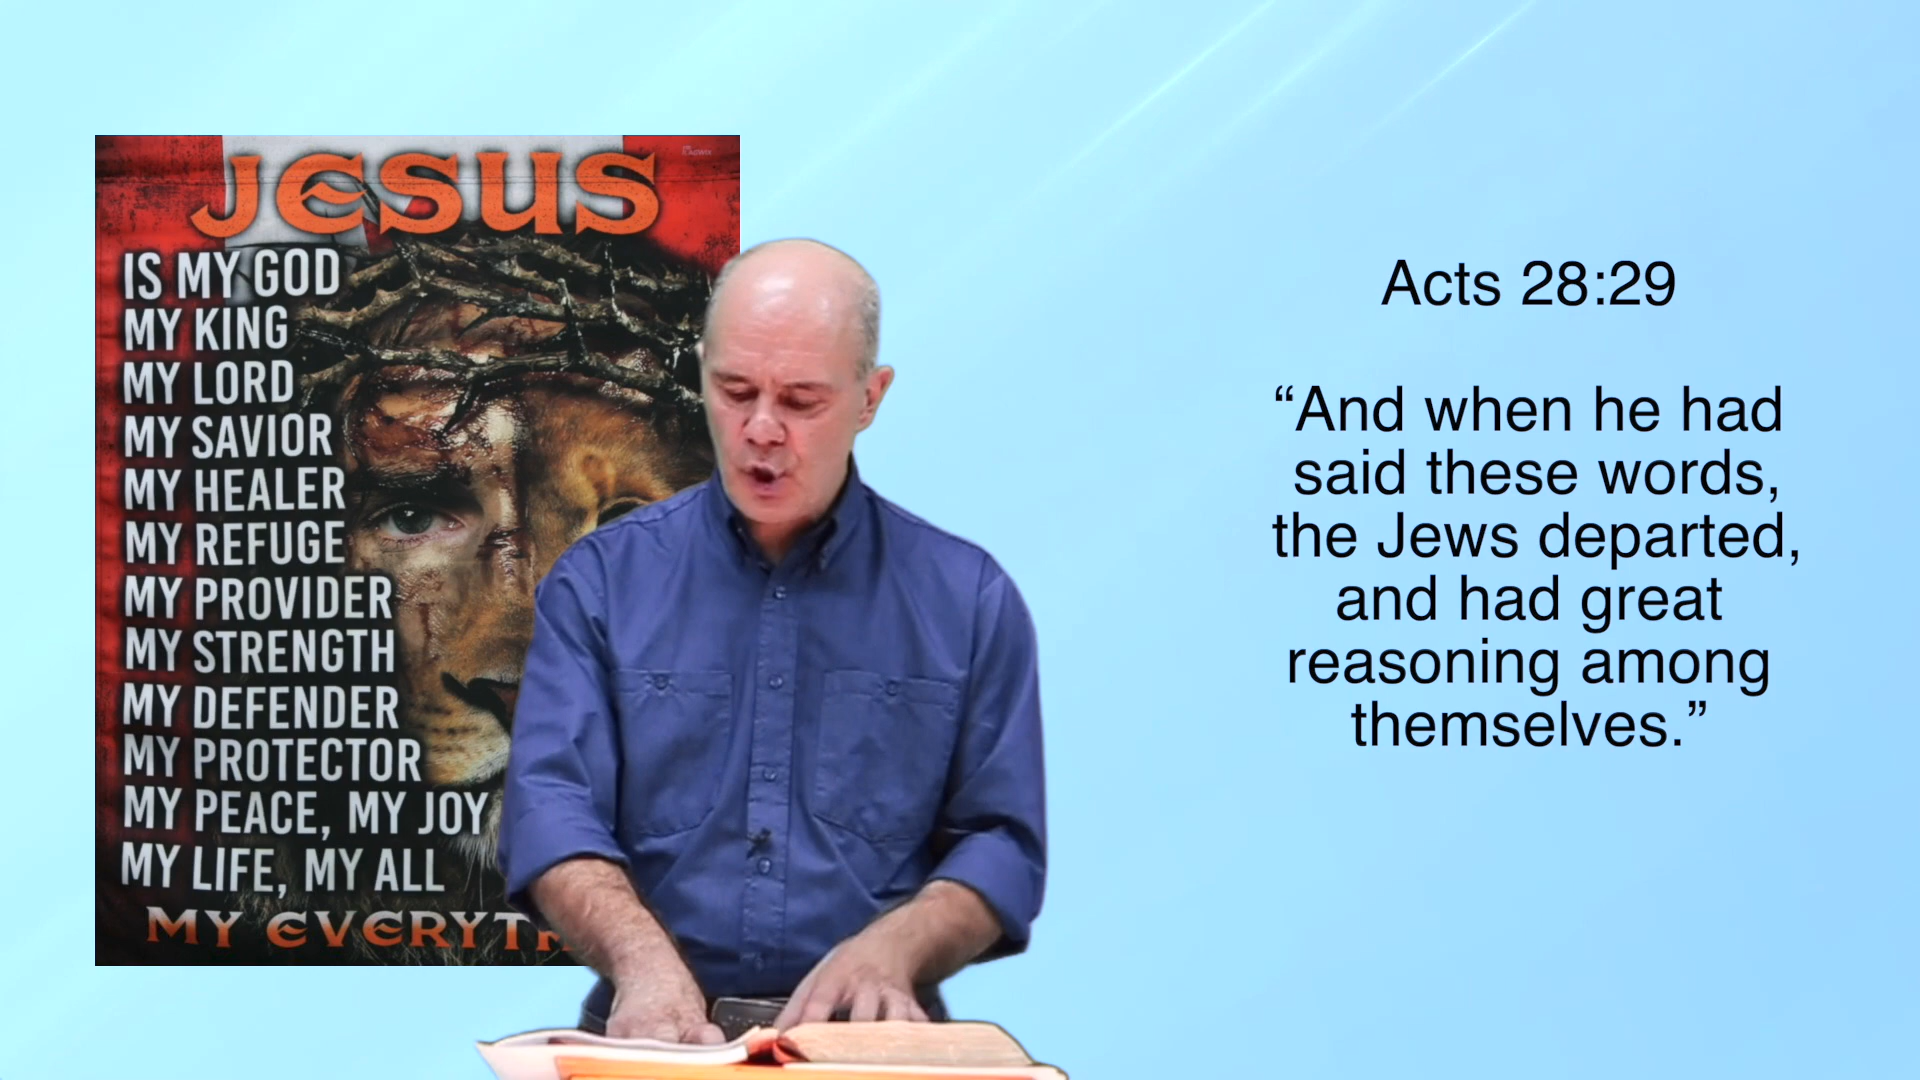 JESUS
IS MY GOD
MY KING
MY LORD
MY SAVIOR
MY HEALER
MY REFUGE
MY PROVIDER
MY STRENGTH
MY DEFENDER
MY PROTECTOR
MY PEACE, MY JOY
MY LIFE, MY ALL
MY EVERYTH
Acts 28:29
“And when he had
said these words,
the Jews departed,
and had great
reasoning among
themselves.”